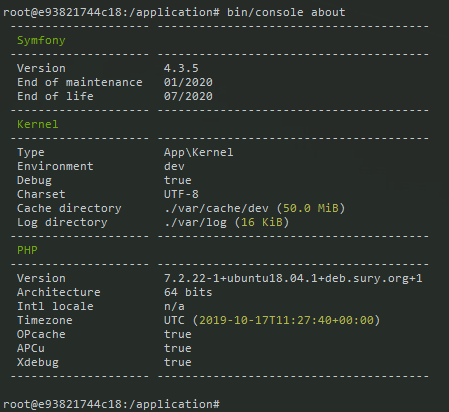 root@e93821744c18:/application# bin/console about
-------------------- --------------------------------------
Symfony
-------------------- --------------------------------------
Version 4.3.5
End of maintenance 01/2020
End of life 07/2020
-------------------- --------------------------------------
Kernel
-------------------- --------------------------------------
Type App\Kernel
Environment dev
Debug true
Charset UTF-8
Cache directory ./var/cache/dev (50.0 MiB)
Log directory ./var/log (16 KiB)
-------------------- --------------------------------------
PHP
-------------------- --------------------------------------
Version 7.2.22-1+ubuntu18.04.1+deb.sury.org+1
Architecture 64 bits
Intl locale n/a
Timezone UTC (2019-10-17T11:27:40+00:00)
OPcache true
APCu true
Xdebug true
-------------------- --------------------------------------
root@e93821744c18:/application#